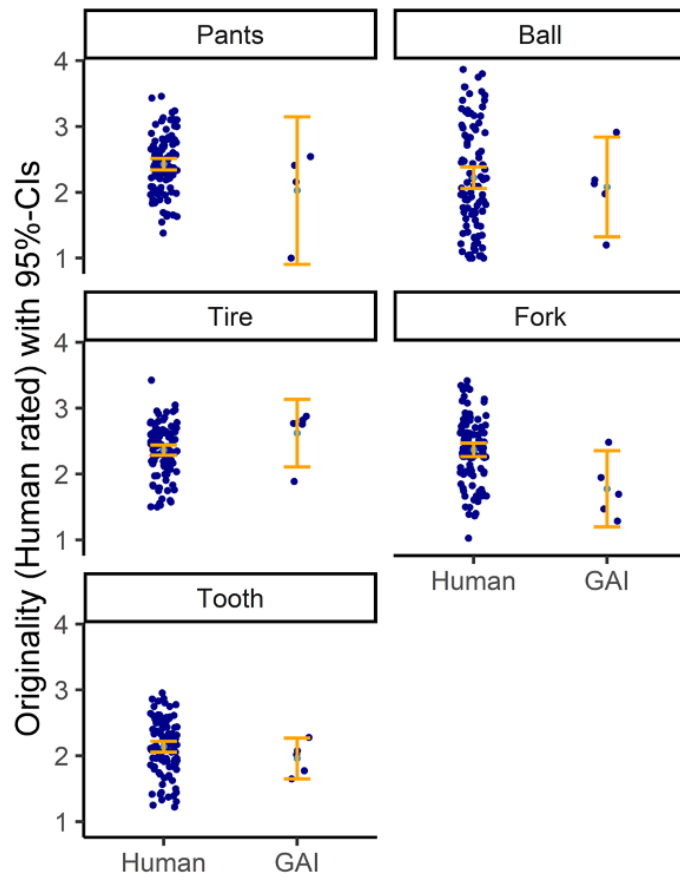 Originality (Human rated) with 95%-CIs
Pants
Ball
4
3
2
1
Tire
Fork
4
3
2
1
Human
GAI
Tooth
4
3
2
1
Human
GAI